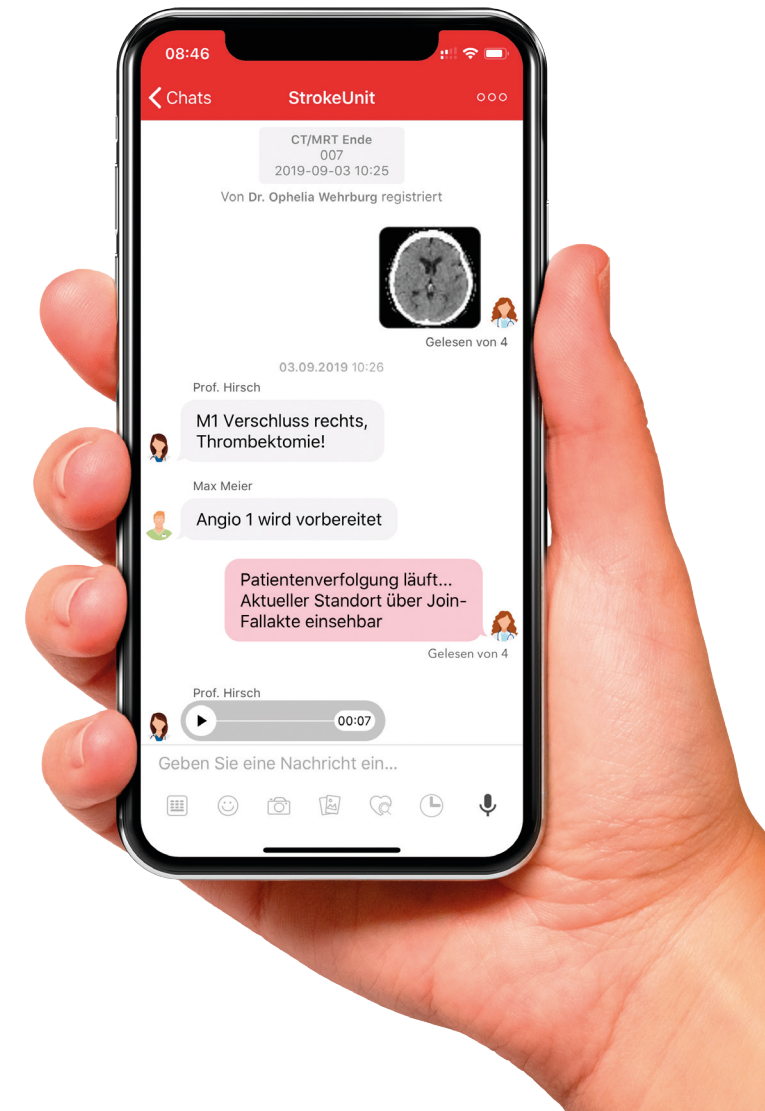 08:46
Chats
StrokeUnit
CT/MRT Ende
007
2019-09-03 10:25
Von Dr. Ophelia Wehrburg registriert
Gelesen von 4
03.09.2019 10:26
Prof. Hirsch
M1 Verschluss rechts,
Thrombektomie!
Max Meier
Angio 1 wird vorbereitet
Patientenverfolgung läuft...
Aktueller Standort über Join-
Fallakte einsehbar
Gelesen von 4
Prof. Hirsch
00:07
Geben Sie eine Nachricht ein...